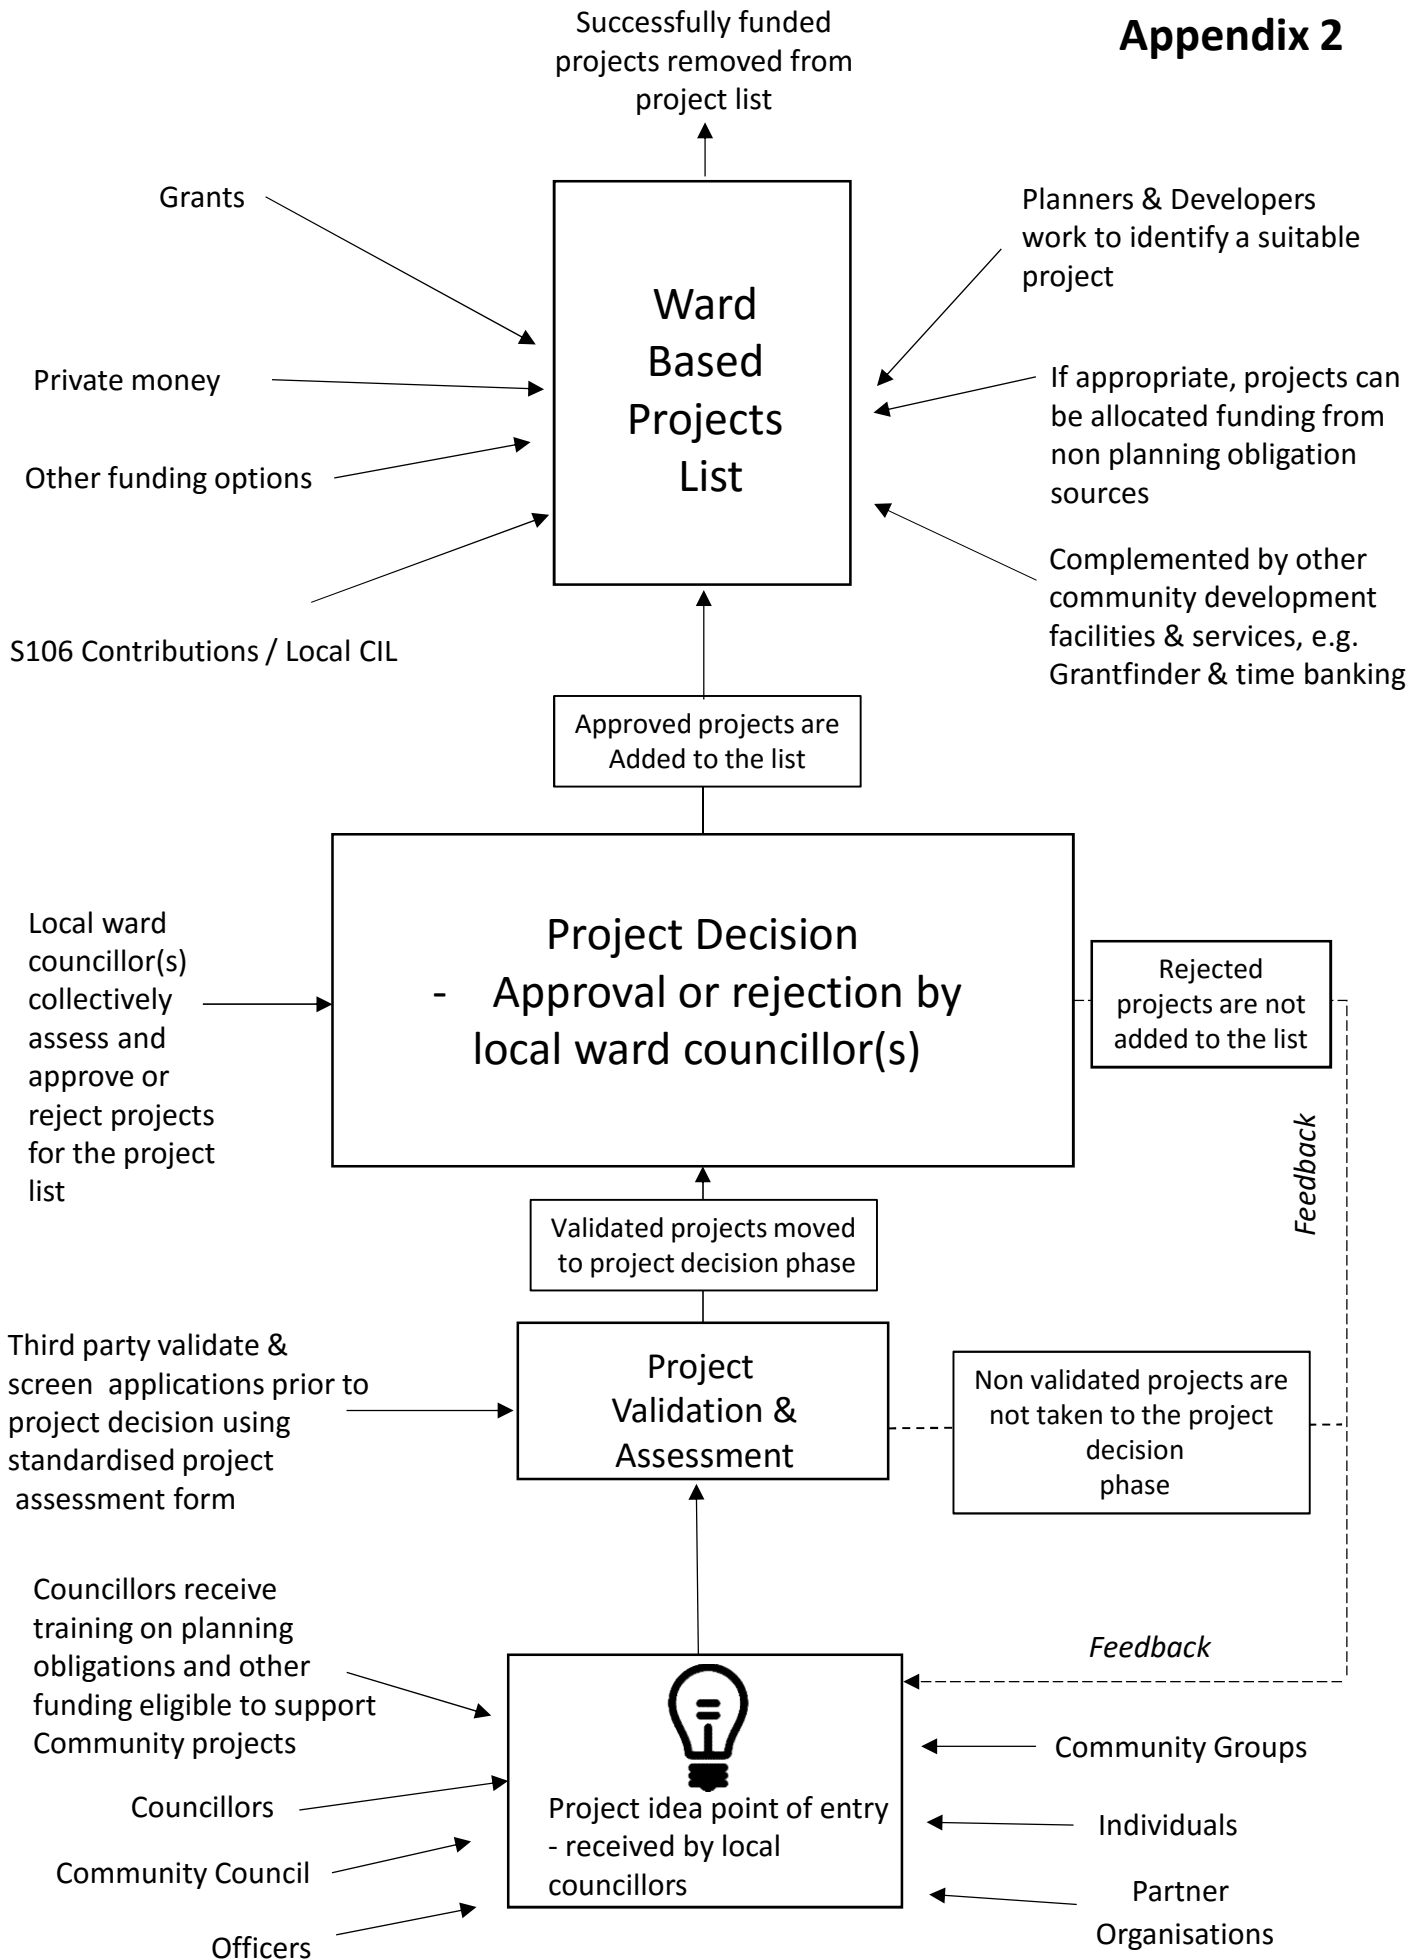 Appendix 2
Successfully funded
projects removed from
project list
Grants
Private money
Other funding options
S106 Contributions / Local CIL
Ward
Based
Projects
List
Planners & Developers
work to identify a suitable
project
If appropriate, projects can
be allocated funding from
non planning obligation
sources
Complemented by other
community development
facilities & services, e.g.
Grantfinder & time banking
Approved projects are
Added to the list
Local ward
councillor(s)
collectively
assess and
approve or
reject projects
for the project
list
Project Decision
- Approval or rejection by
local ward councillor(s)
Rejected
projects are not
added to the list
Feedback
Validated projects moved
to project decision phase
Third party validate &
screen applications prior to
project decision using
standardised project
assessment form
Project
Validation &
Assessment
Non validated projects are
not taken to the project
decision
phase
Councillors receive
training on planning
obligations and other
funding eligible to support
Community projects
Councillors
Community Council
Officers
Project idea point of entry
- received by local
councillors
Feedback
Community Groups
Individuals
Partner
Organisations